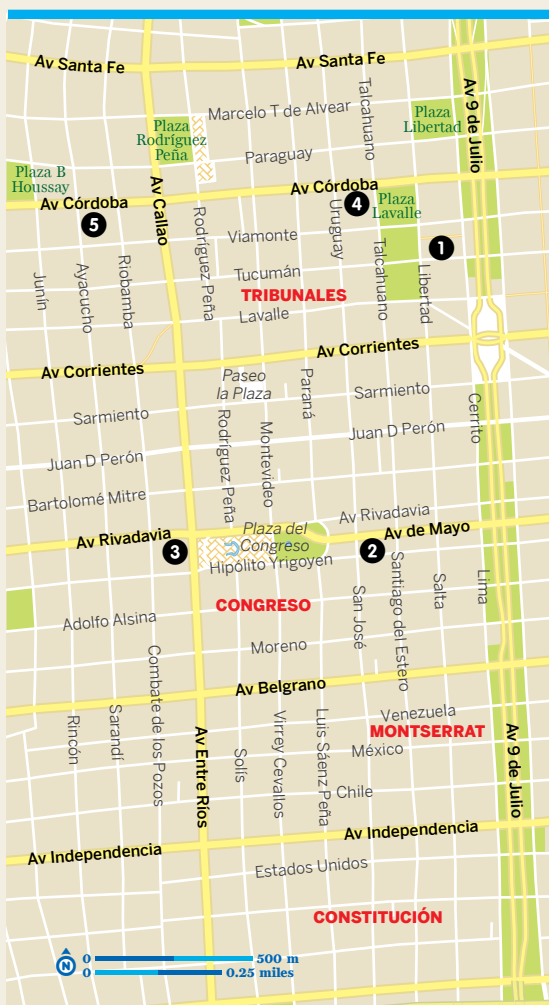 Av Santa Fe
Av Santa Fe
Marcelo T de Alvear
Talcahuano
Av 9 de Julio
Plaza
Libertad
Plaza
Rodríguez
Peña
Paraguay
Plaza B
Houssay
Av Callao
Av Córdoba
Av Córdoba
4
Plaza
Lavalle
5
Rodríguez Peña
Uruguay
Viamonte
1
Junín
Ayacucho
Riobamba
Tucumán
Talcahuano
Libertad
TRIBUNALES
Lavalle
Av Corrientes
Av Corrientes
Paseo
la Plaza
Paraná
Sarmiento
Cerrito
Sarmiento
Rodríguez Peña
Montevideo
Juan D Perón
Juan D Perón
Bartolomé Mitre
Av Rivadavia
Av Rivadavia
Plaza del
Congreso
Av de Mayo
3
2
Hipólito Yrigoyen
San José
Santiago del Estero
Salta
Lima
CONGRESO
Adolfo Alsina
Moreno
Combate de los Pozos
Av Belgrano
Rincón
Sarandí
Av Entre Ríos
Solís
Virrey Cevallos
Luis Sáenz Peña
Venezuela
MONTSERRAT
México
Av 9 de Julio
Chile
Av Independencia
Av Independencia
Estados Unidos
CONSTITUCIÓN
N
0 500 m
0 0.25 miles